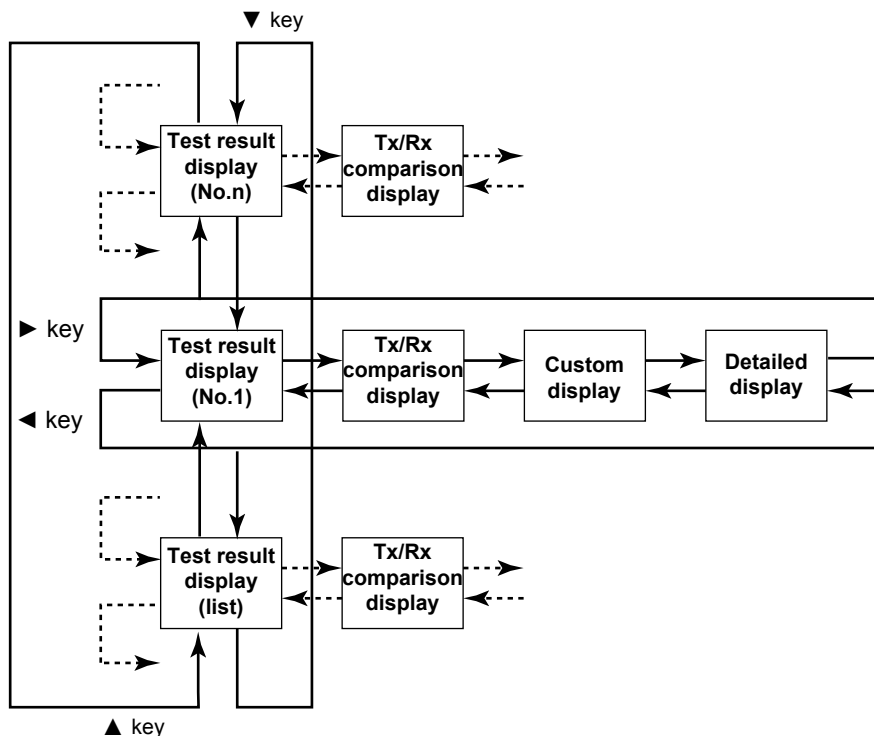 ▼ key
Test result
display
(No.n)
Tx/Rx
comparison
display
► key
Test result
display
(No.1)
Tx/Rx
comparison
display
Custom
display
Detailed
display
◄ key
Test result
display
(list)
Tx/Rx
comparison
display
▲ key